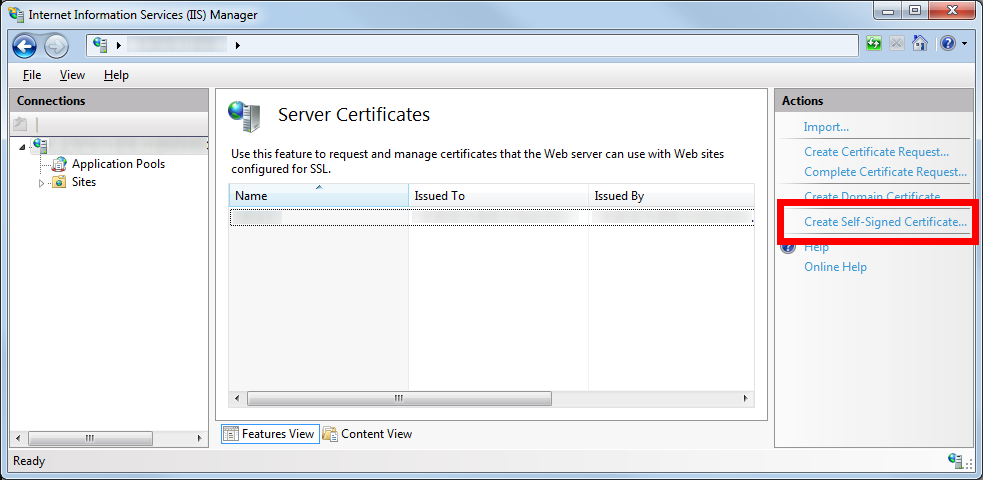 Internet Information Services (IIS) Manager
File View Help
Connections
Application Pools
Sites
Server Certificates
Use this feature to request and manage certificates that the Web server can use with Web sites
configured for SSL.
Name Issued To Issued By
Features View Content View
Actions
Import...
Create Certificate Request...
Complete Certificate Request...
Create Domain Certificate
Create Self-Signed Certificate...
Help
Online Help
Ready